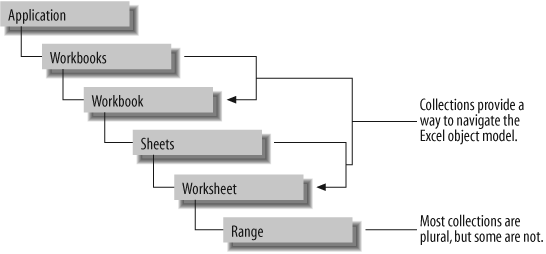 Application
Workbooks
Workbook
Collections provide a
way to navigate the
Excel object model.
Sheets
Worksheet
Range
Most collections are
plural, but some are not.